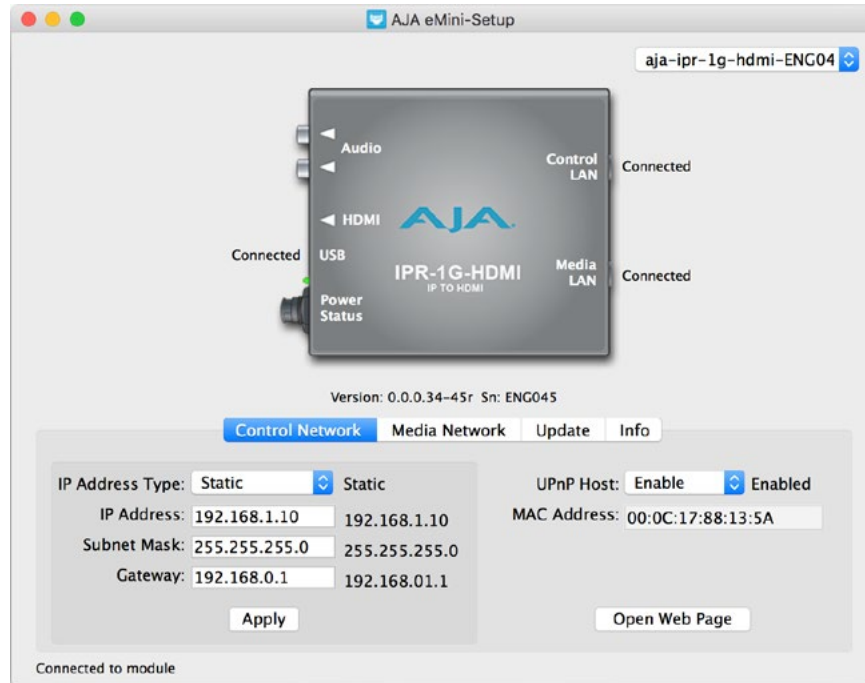 AJA eMini-Setup
aja-ipr-1g-hdmi-ENG04
Audio
Control
LAN
Connected
HDMI
AJA
Connected
USB
IPR-1G-HDMI
IP TO HDMI
Media
LAN
Connected
Power
Status
Version: 0.0.0.34-45r Sn: ENG045
Control Network Media Network Update Info
IP Address Type: Static Static
UPnP Host: Enable Enabled
IP Address: 192.168.1.10 192.168.1.10
MAC Address: 00:0C:17:88:13:5A
Subnet Mask: 255.255.255.0 255.255.255.0
Gateway: 192.168.0.1 192.168.01.1
Apply
Open Web Page
Connected to module